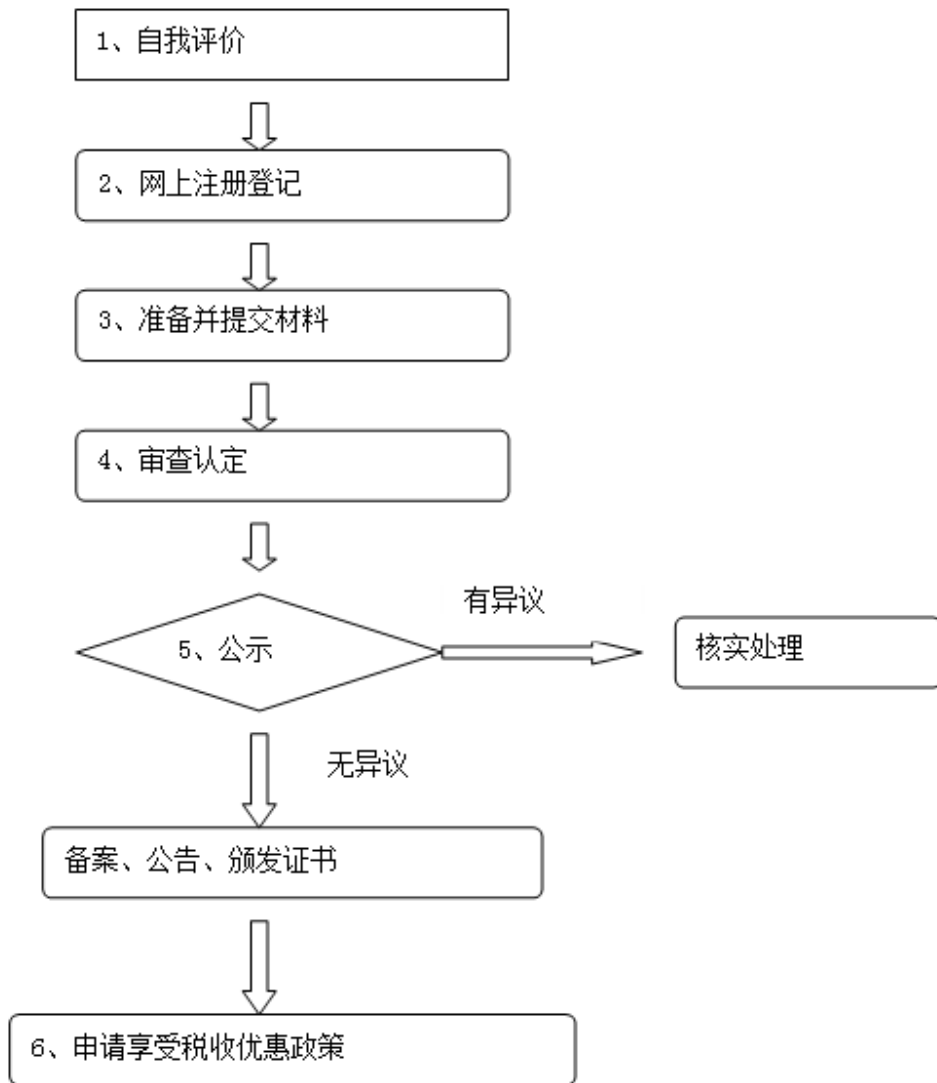 1、自我评价
2、网上注册登记
3、准备并提交材料
4、审查认定
有异议
5、公示
核实处理
无异议
备案、公告、颁发证书
6、申请享受税收优惠政策